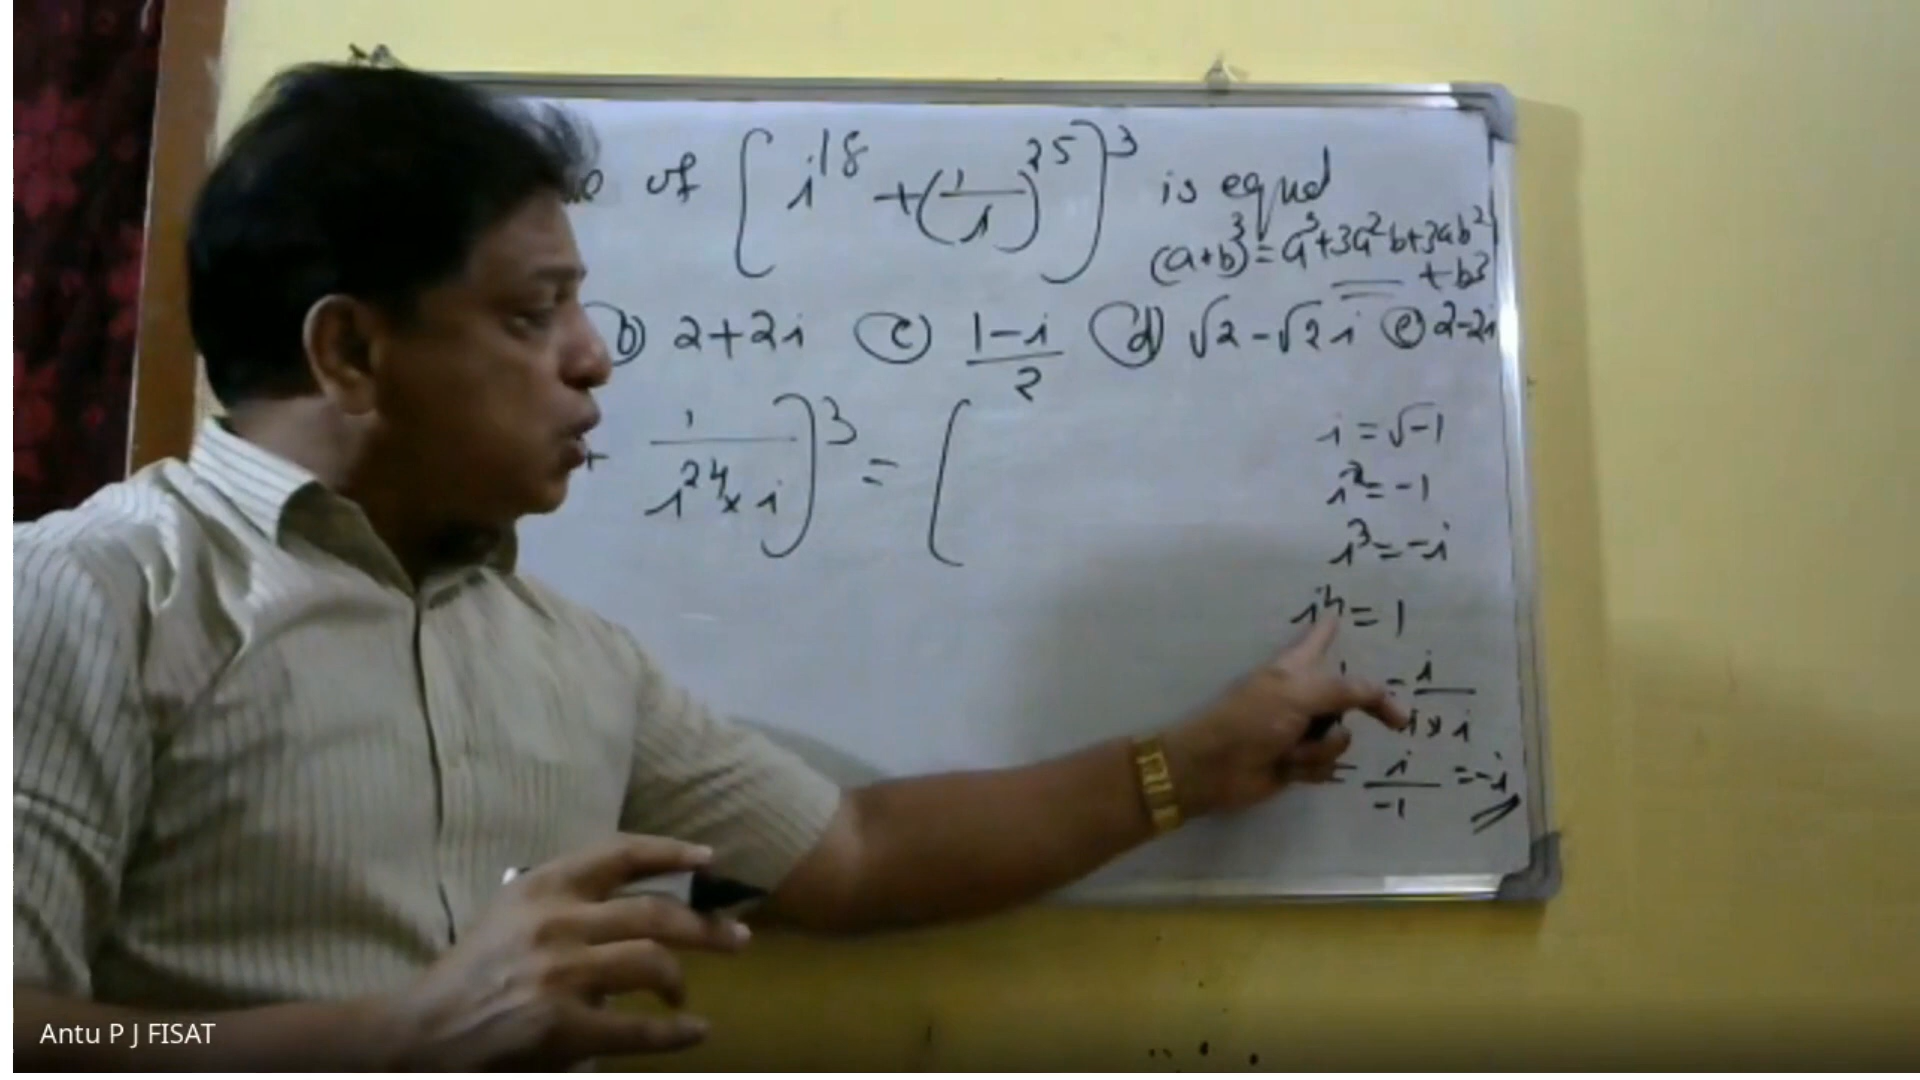 of [i^18 + (1/i)^25]^3 is equal
(a+b)^3 = a^3+3a^2b+3ab^2
+ b^3
b) 2+2i (c) 1-i/2 (d) √2-√2i (e) 2-2i
+ 1/(i^24 × i))^3 = (
i = √-1
i^2 = -1
i^3 = -i
i^4 = 1
= i/(i×i)
= i/-1 = -i
Antu P J FISAT